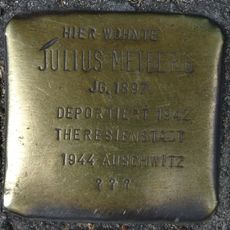 HIER WOHNTE
JULIUS
JG. 1897
DEPORTIERT 1942
THERESIENSTADT
1944 AUSCHWITZ
? ? ?